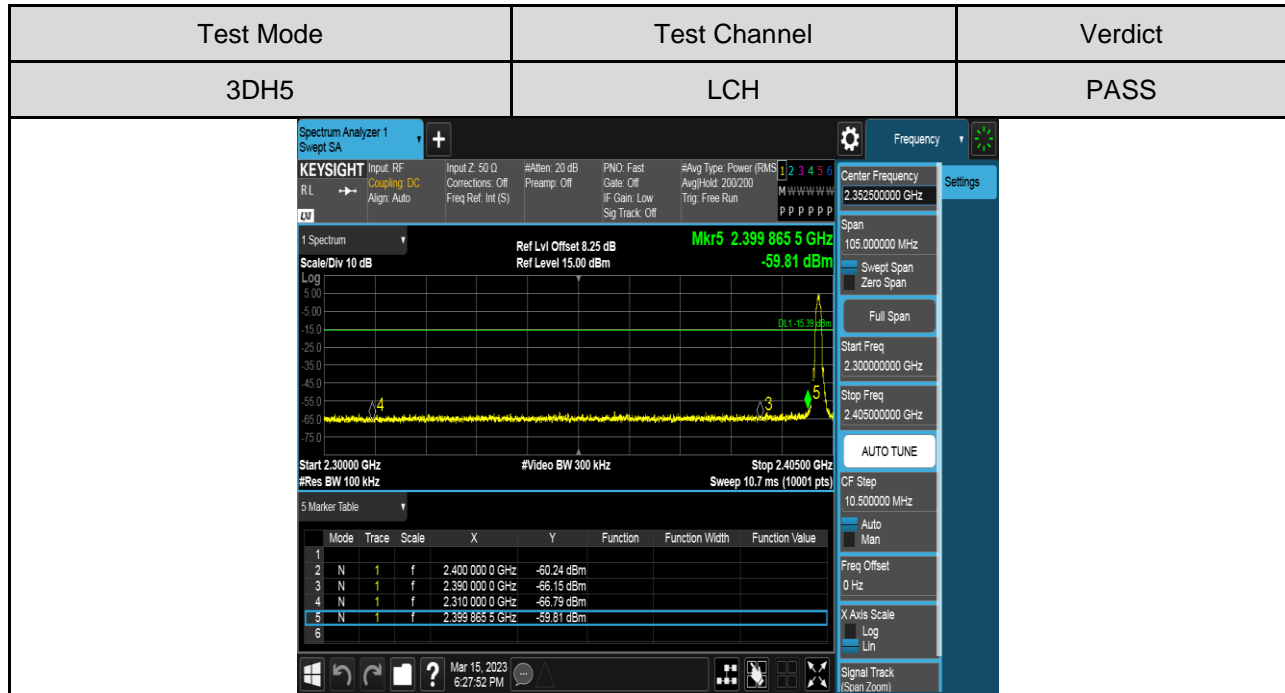 Test Mode Test Channel Verdict
3DH5 LCH PASS
Spectrum Analyzer 1
Swept SA
+
Frequency
KEYSIGHT
RL
LXI
Input: RF
Coupling: DC
Align: Auto
Input Z: 50 Ω
Corrections: Off
Freq Ref: Int (S)
#Atten: 20 dB
Preamp: Off
PNO: Fast
Gate: Off
IF Gain: Low
Sig Track: Off
#Avg Type: Power (RMS
Avg|Hold: 200/200
Trig: Free Run
1 2 3 4 5 6
M W W W W W
P P P P P P
1 Spectrum
Scale/Div 10 dB
Ref Lvl Offset 8.25 dB
Ref Level 15.00 dBm
Mkr5 2.399 865 5 GHz
-59.81 dBm
Log
5.00
-5.00
-15.0
-25.0
-35.0
-45.0
-55.0
-65.0
-75.0
DL1 -15.39 dBm
4
3
5
Start 2.30000 GHz #Video BW 300 kHz Stop 2.40500 GHz
#Res BW 100 kHz Sweep 10.7 ms (10001 pts)
5 Marker Table
Mode Trace Scale X Y Function Function Width Function Value
1
2 N 1 f 2.400 000 0 GHz -60.24 dBm
3 N 1 f 2.390 000 0 GHz -66.15 dBm
4 N 1 f 2.310 000 0 GHz -66.79 dBm
5 N 1 f 2.399 865 5 GHz -59.81 dBm
6
?
Mar 15, 2023
6:27:52 PM
Center Frequency
2.352500000 GHz
Settings
Span
105.000000 MHz
Swept Span
Zero Span
Full Span
Start Freq
2.300000000 GHz
Stop Freq
2.405000000 GHz
AUTO TUNE
CF Step
10.500000 MHz
Auto
Man
Freq Offset
0 Hz
X Axis Scale
Log
Lin
Signal Track
(Span Zoom)